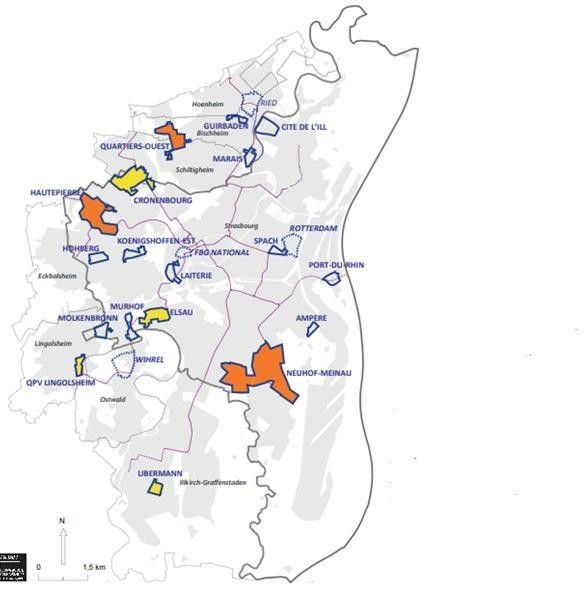 Hoenheim
RIED
GUIRBADEN
CITE DE L'ILL
Bischheim
QUARTIERS-OUEST
MARAIS
Schiltigheim
HAUTEPIERRE
CRONENBOURG
Strasbourg
ROTTERDAM
KOENIGSHOFFEN-EST
SPACH
HOHBERG
FBG NATIONAL
PORT-DU-RHIN
Eckbolsheim
LAITERIE
MURHOF
ELSAU
MOLKENBRONN
AMPERE
Lingolsheim
WIHREL
NEUHOF-MEINAU
QPV LINGOLSHEIM
Ostwald
LIBERMANN
Illkirch-Graffenstaden
N
0 1,5 km